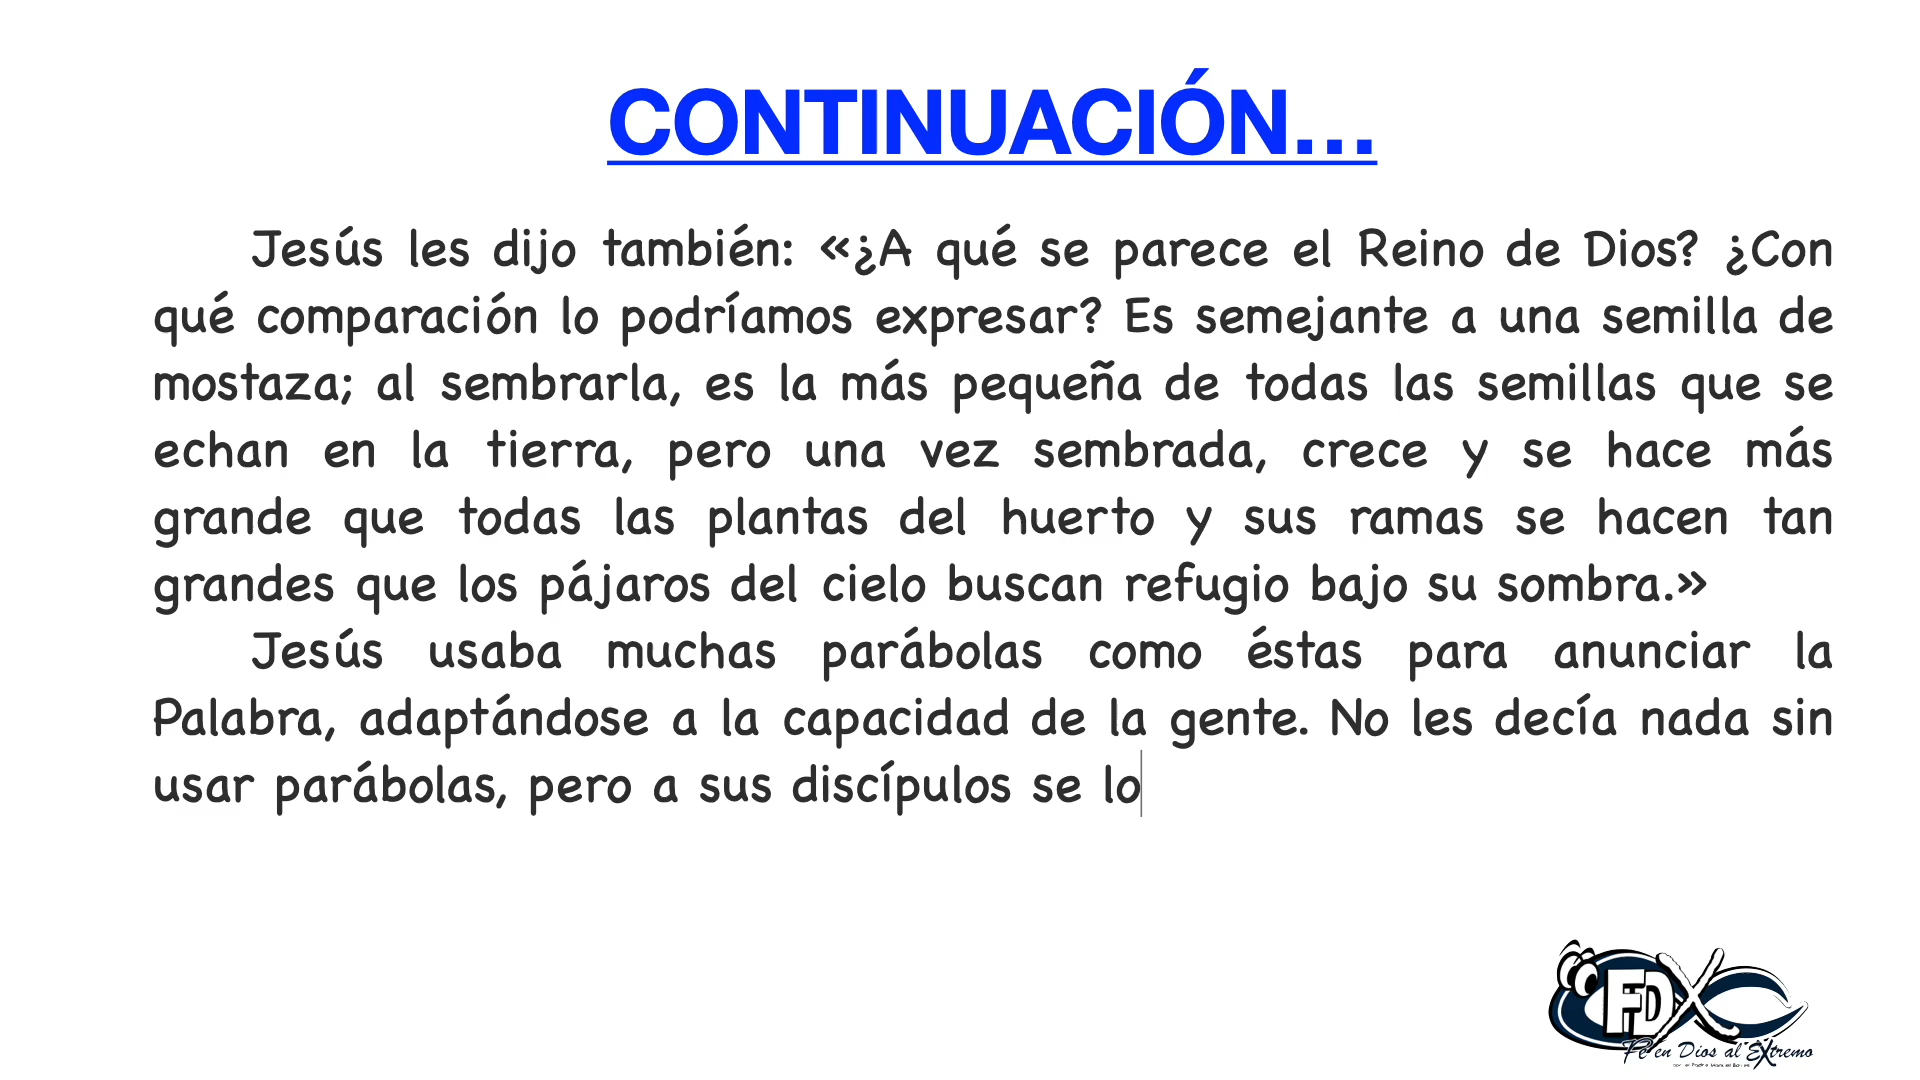 CONTINUACIÓN...
Jesús les dijo también: «¿A qué se parece el Reino de Dios? ¿Con
qué comparación lo podríamos expresar? Es semejante a una semilla de
mostaza; al sembrarla, es la más pequeña de todas las semillas que se
echan en la tierra, pero una vez sembrada, crece y se hace más
grande que todas las plantas del huerto y sus ramas se hacen tan
grandes que los pájaros del cielo buscan refugio bajo su sombra.»
Jesús usaba muchas parábolas como éstas para anunciar la
Palabra, adaptándose a la capacidad de la gente. No les decía nada sin
usar parábolas, pero a sus discípulos se lo
FDX
Fe en Dios al EXtremo